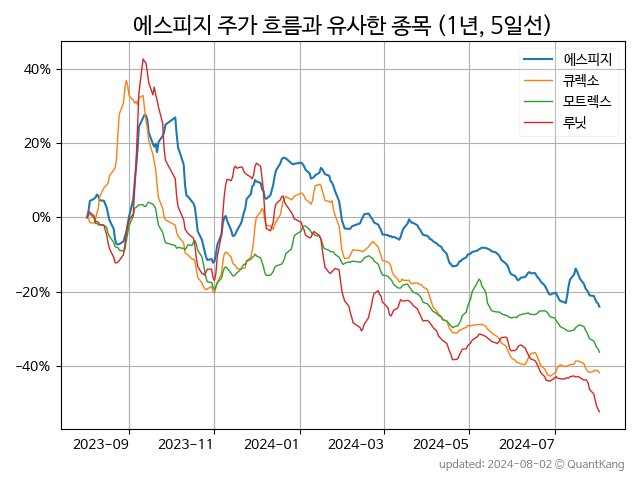 에스피지 주가 흐름과 유사한 종목 (1년, 5일선)
에스피지
큐렉소
모트렉스
루닛
40%
20%
0%
−20%
−40%
2023-09 2023-11 2024-01 2024-03 2024-05 2024-07
updated: 2024-08-02 © QuantKang